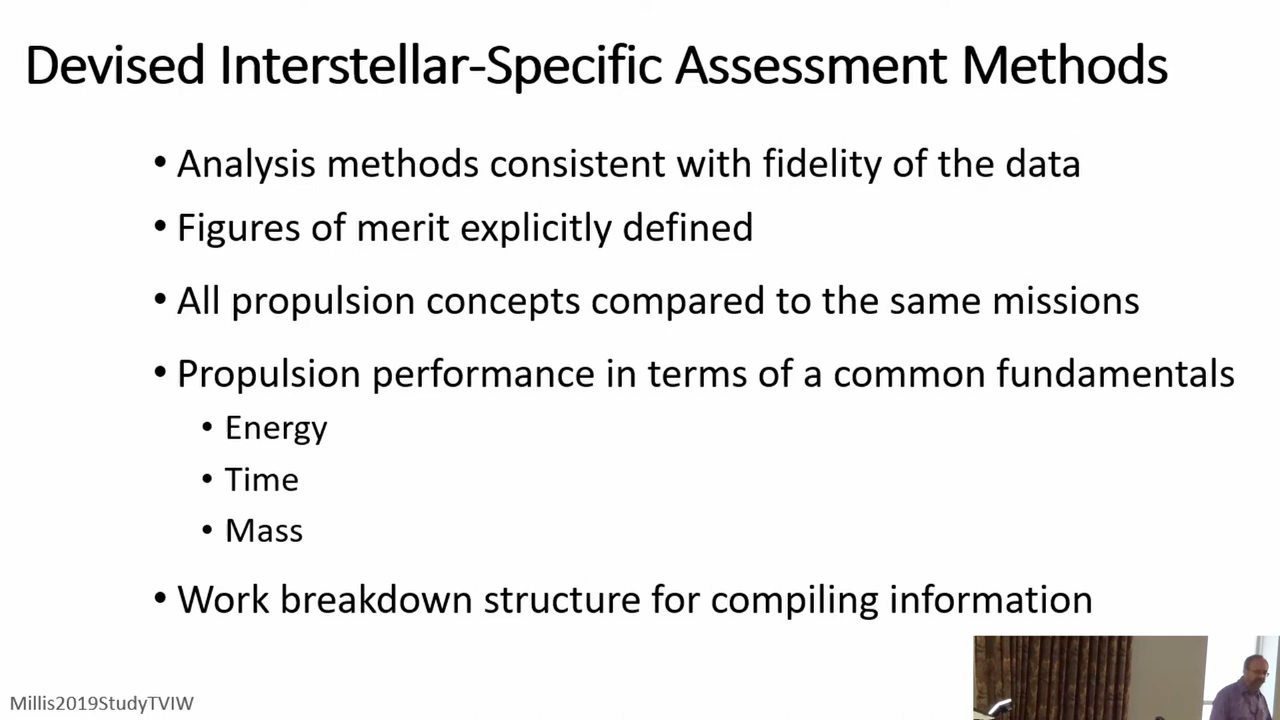 Devised Interstellar-Specific Assessment Methods
• Analysis methods consistent with fidelity of the data
• Figures of merit explicitly defined
• All propulsion concepts compared to the same missions
• Propulsion performance in terms of a common fundamentals
• Energy
• Time
• Mass
• Work breakdown structure for compiling information
Millis2019StudyTVIW